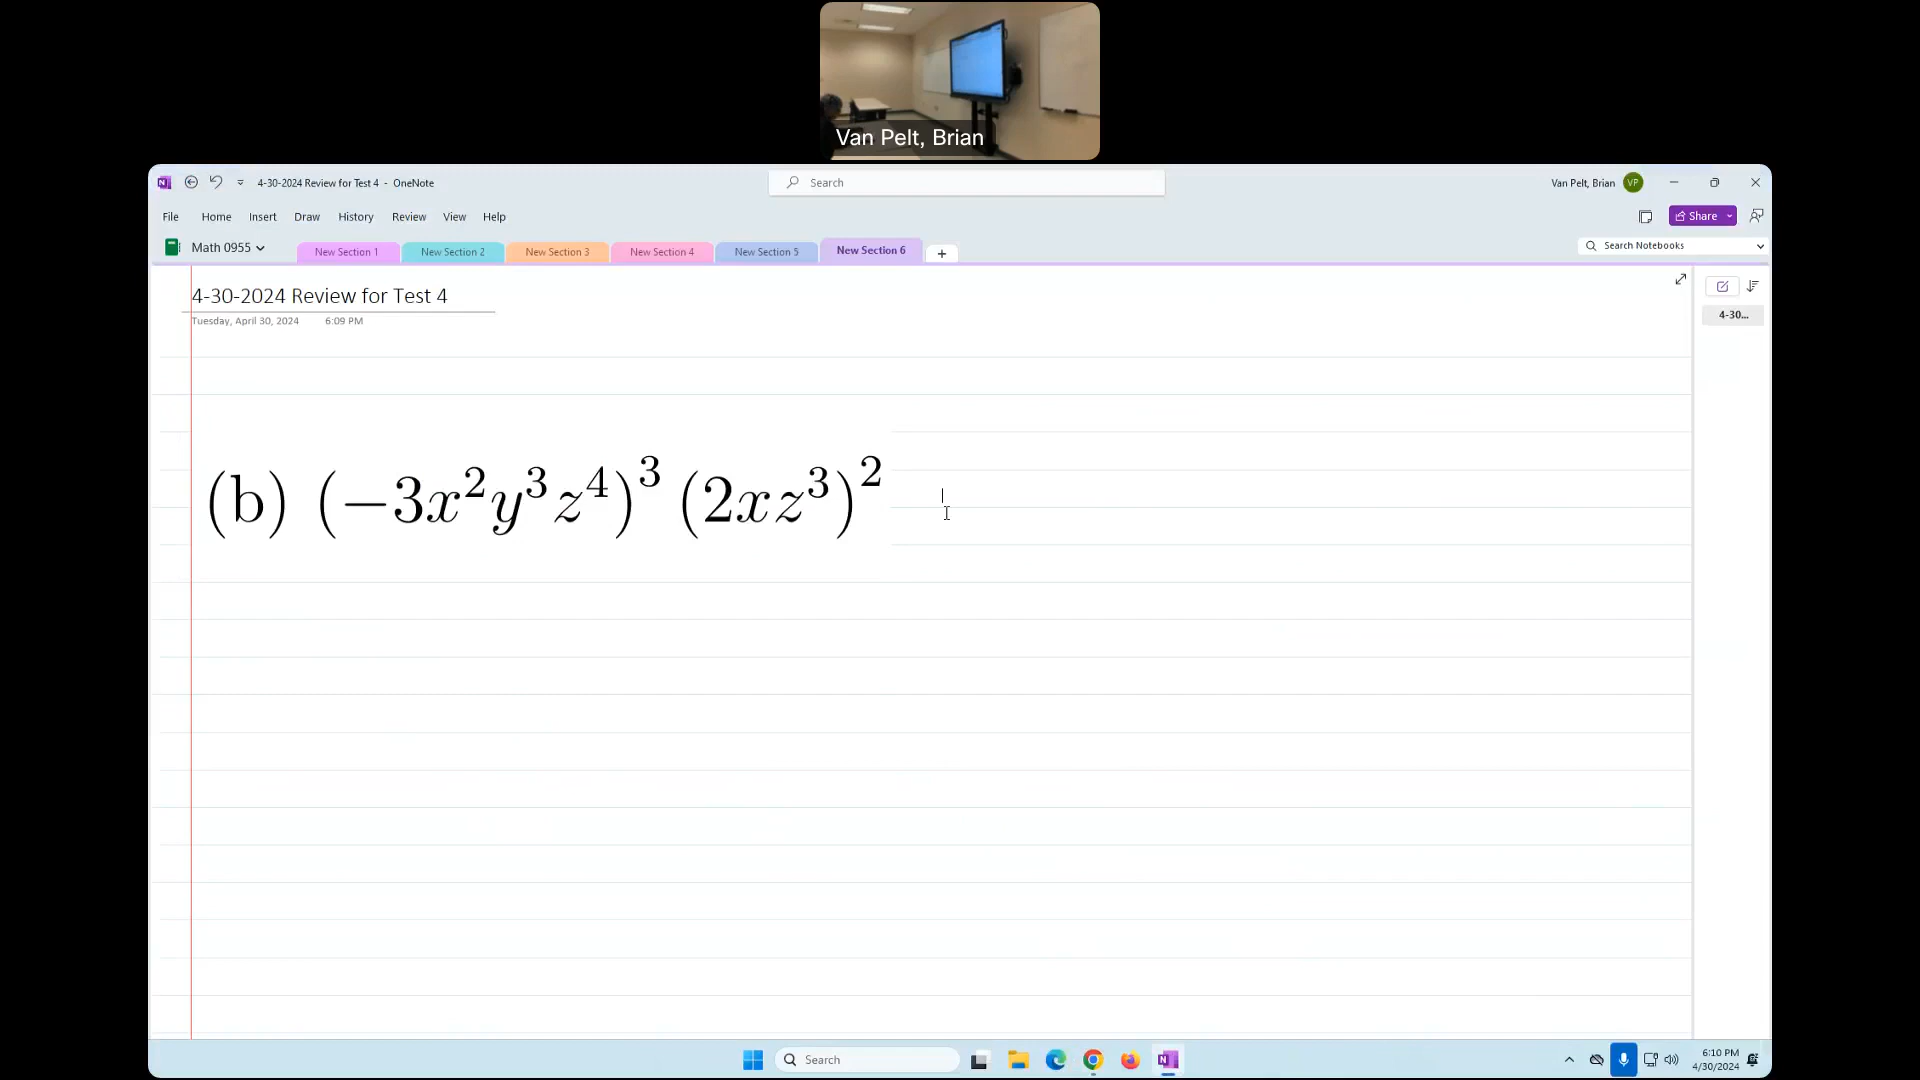 Van Pelt, Brian
4-30-2024 Review for Test 4 - OneNote
Search
Van Pelt, Brian VP
File Home Insert Draw History Review View Help
Share
Math 0955
New Section 1 New Section 2 New Section 3 New Section 4 New Section 5 New Section 6 +
Search Notebooks
4-30-2024 Review for Test 4
Tuesday, April 30, 2024 6:09 PM
4-30...
(b) (−3x²y³z⁴)³ (2xz³)²
Search
6:10 PM
4/30/2024